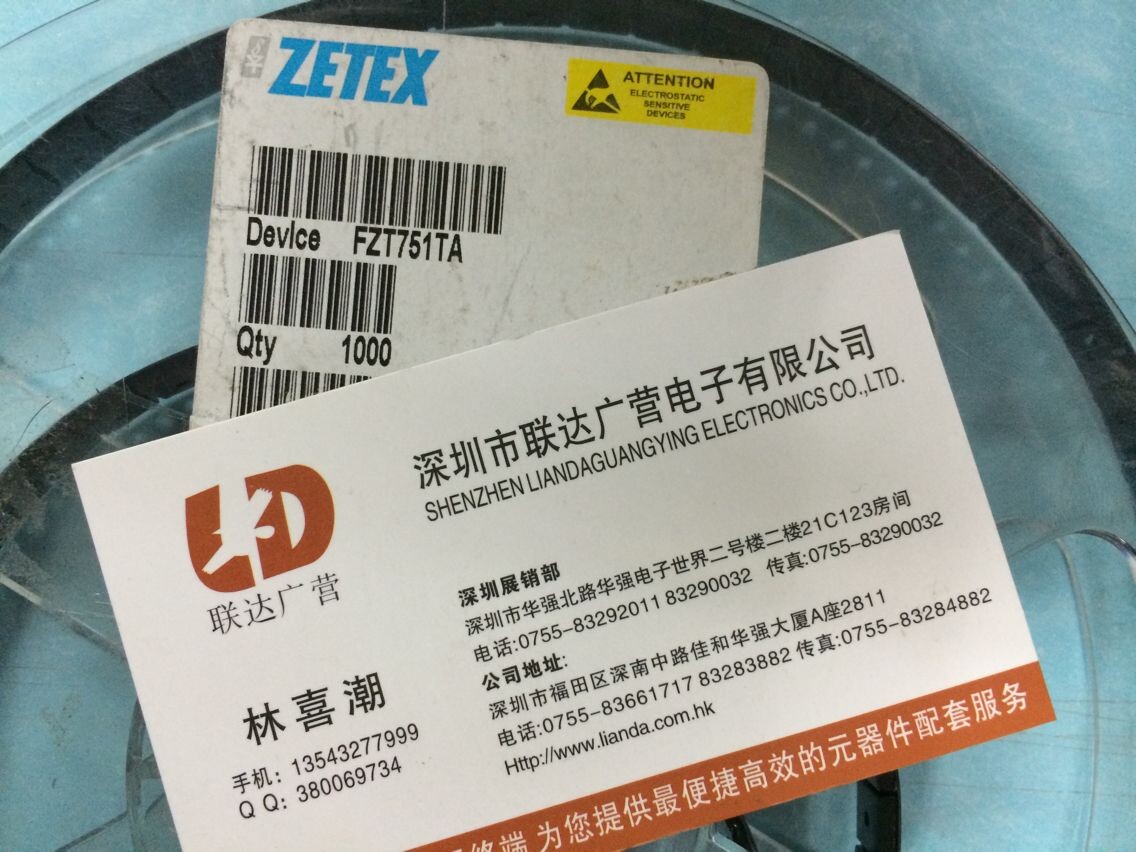 ZETEX
ATTENTION
ELECTROSTATIC
SENSITIVE
DEVICES
Device FZT751TA
Qty 1000
深圳市联达广营电子有限公司
SHENZHEN LIANDAGUANGYING ELECTRONICS CO.,LTD.
LD
联达广营
深圳展销部
深圳市华强北路华强电子世界二号楼二楼21C123房间
电话:0755-83292011 83290032 传真:0755-83290032
公司地址:
深圳市福田区深南中路佳和华强大厦A座2811
电话:0755-83661717 83283882 传真:0755-83284882
Http://www.lianda.com.hk
林喜潮
手机: 13543277999
Q Q: 380069734
终端 为您提供最便捷高效的元器件配套服务